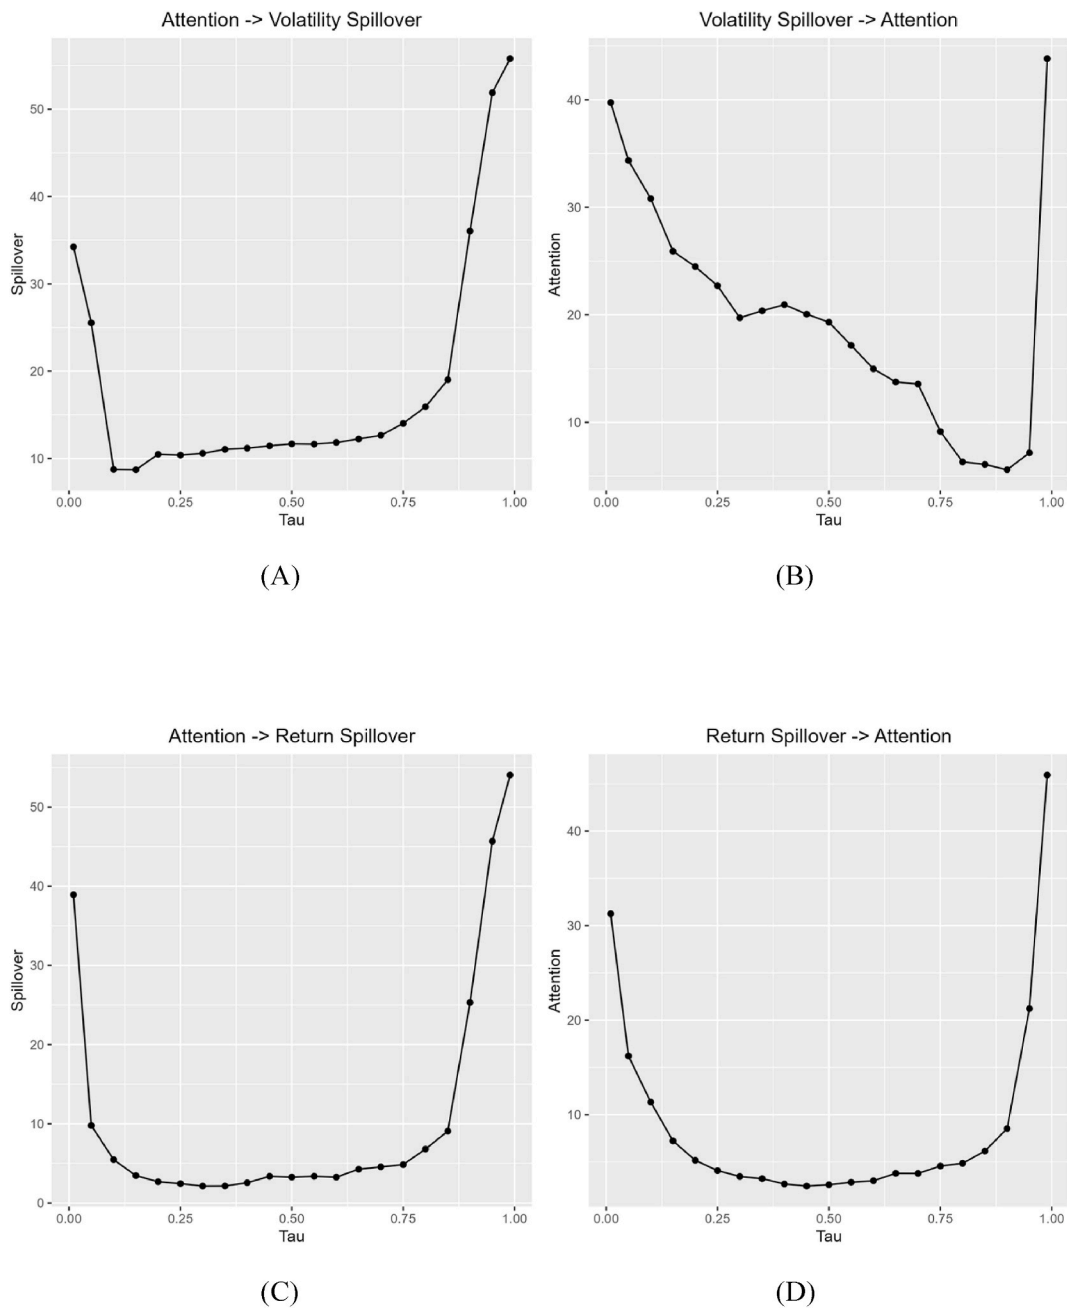 Attention -> Volatility Spillover
Spillover
50
40
30
20
10
0.00 0.25 0.50 0.75 1.00
Tau
(A)
Volatility Spillover -> Attention
Attention
40
30
20
10
0.00 0.25 0.50 0.75 1.00
Tau
(B)
Attention -> Return Spillover
Spillover
50
40
30
20
10
0
0.00 0.25 0.50 0.75 1.00
Tau
(C)
Return Spillover -> Attention
Attention
40
30
20
10
0.00 0.25 0.50 0.75 1.00
Tau
(D)